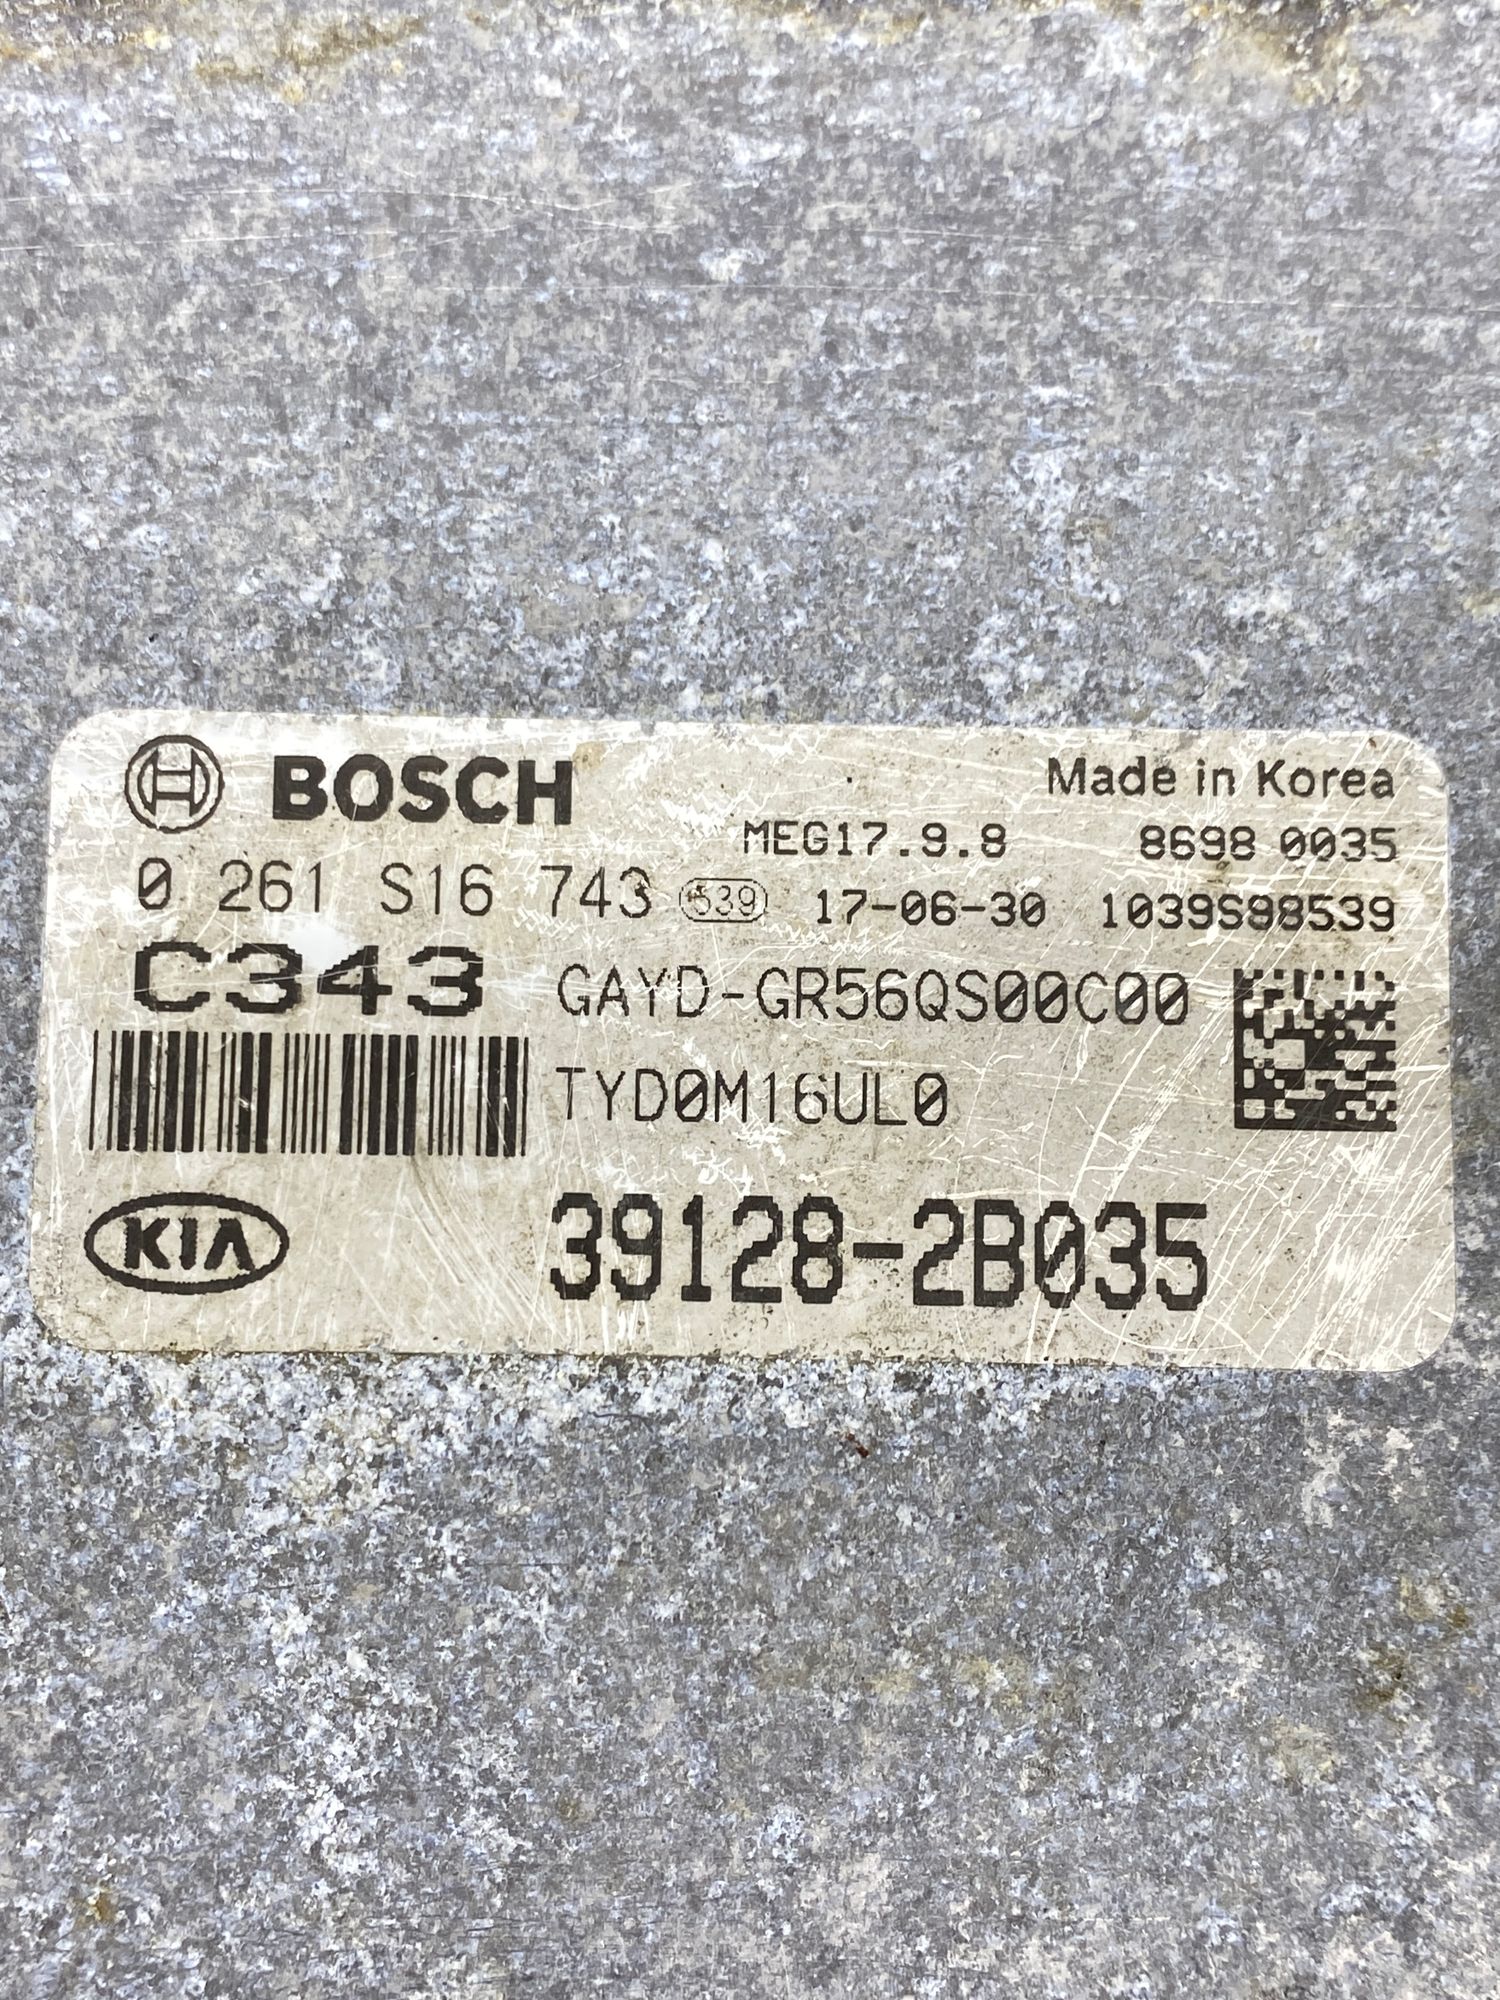 BOSCH
Made in Korea
MEG17.9.8 8698 0035
0 261 S16 743 539 17-06-30 1039S98539
C343 GAYD-GR56QS00C00
TYD0M16UL0
KIA 39128-2B035